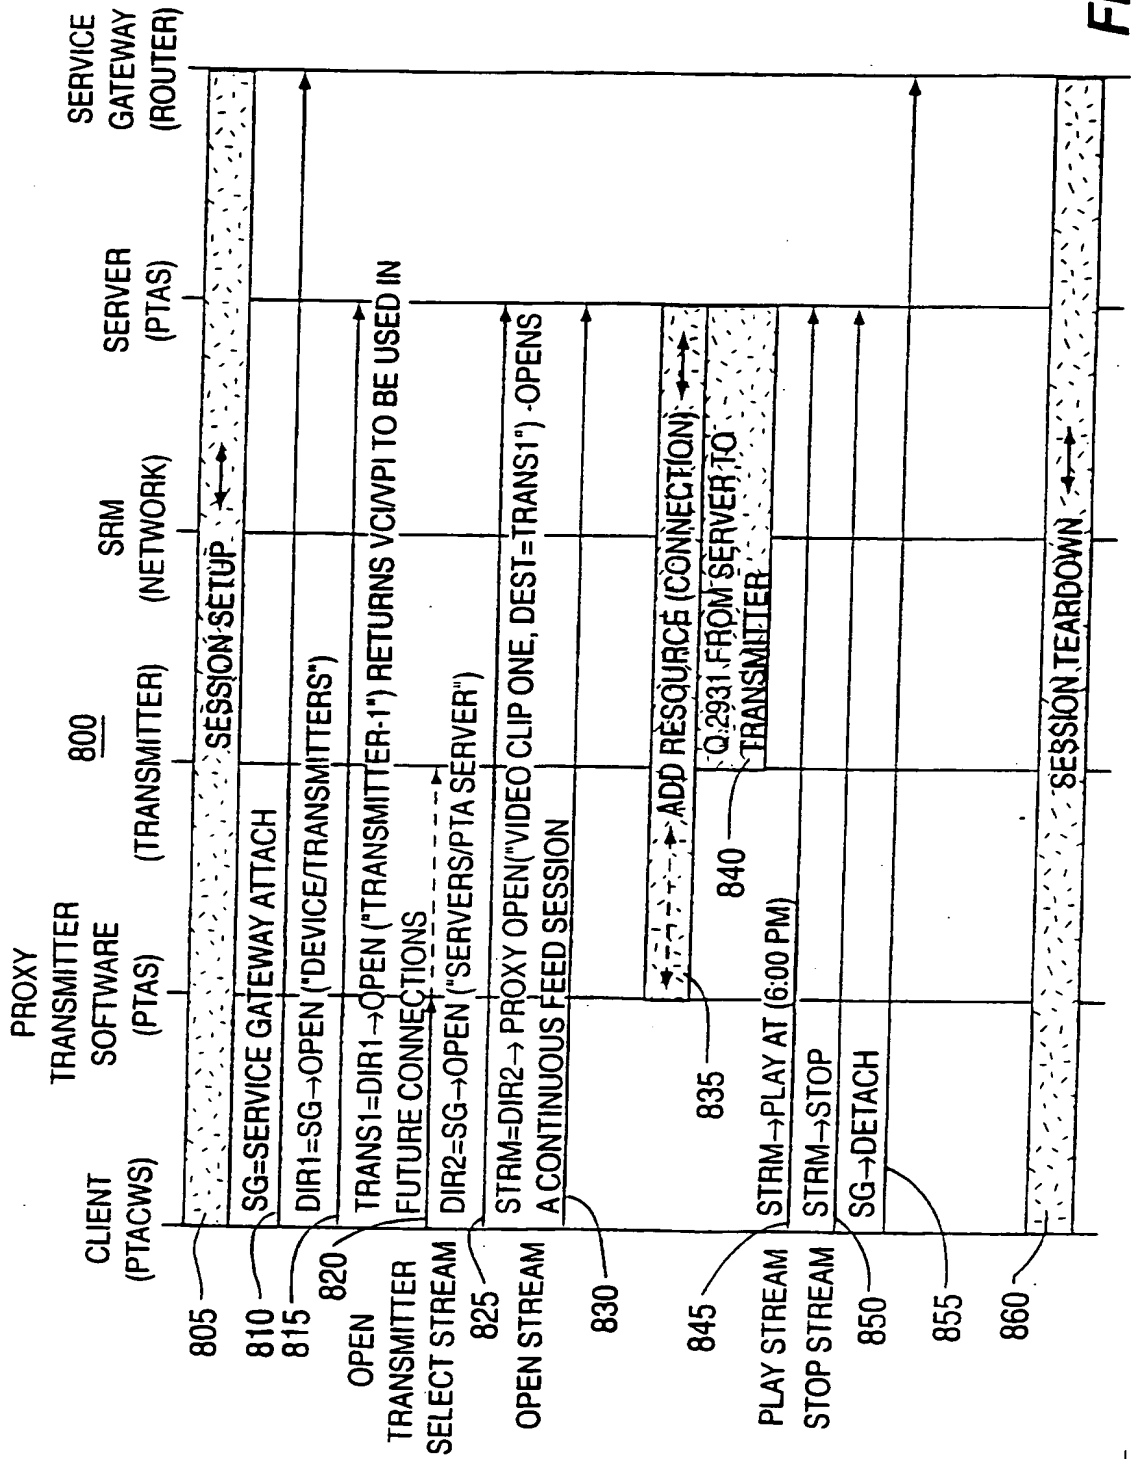 800
CLIENT
(PTACWS)
PROXY
TRANSMITTER
SOFTWARE
(PTAS)
(TRANSMITTER)
SRM
(NETWORK)
SERVER
(PTAS)
SERVICE
GATEWAY
(ROUTER)
805
SESSION SETUP
810
SG=SERVICE GATEWAY ATTACH
815
DIR1=SG→OPEN ("DEVICE/TRANSMITTERS")
820
OPEN
TRANSMITTER
TRANS1=DIR1→OPEN ("TRANSMITTER-1") RETURNS VCI/VPI TO BE USED IN
FUTURE CONNECTIONS
SELECT STREAM
825
DIR2=SG→OPEN ("SERVERS/PTA SERVER")
OPEN STREAM
830
STRM=DIR2→ PROXY OPEN("VIDEO CLIP ONE, DEST=TRANS1") -OPENS
A CONTINUOUS FEED SESSION
835
ADD RESOURCE (CONNECTION)
840
Q.2931 FROM SERVER TO
TRANSMITTER
845
PLAY STREAM
STRM→PLAY AT (6:00 PM)
STOP STREAM
850
STRM→STOP
855
SG→DETACH
860
SESSION TEARDOWN